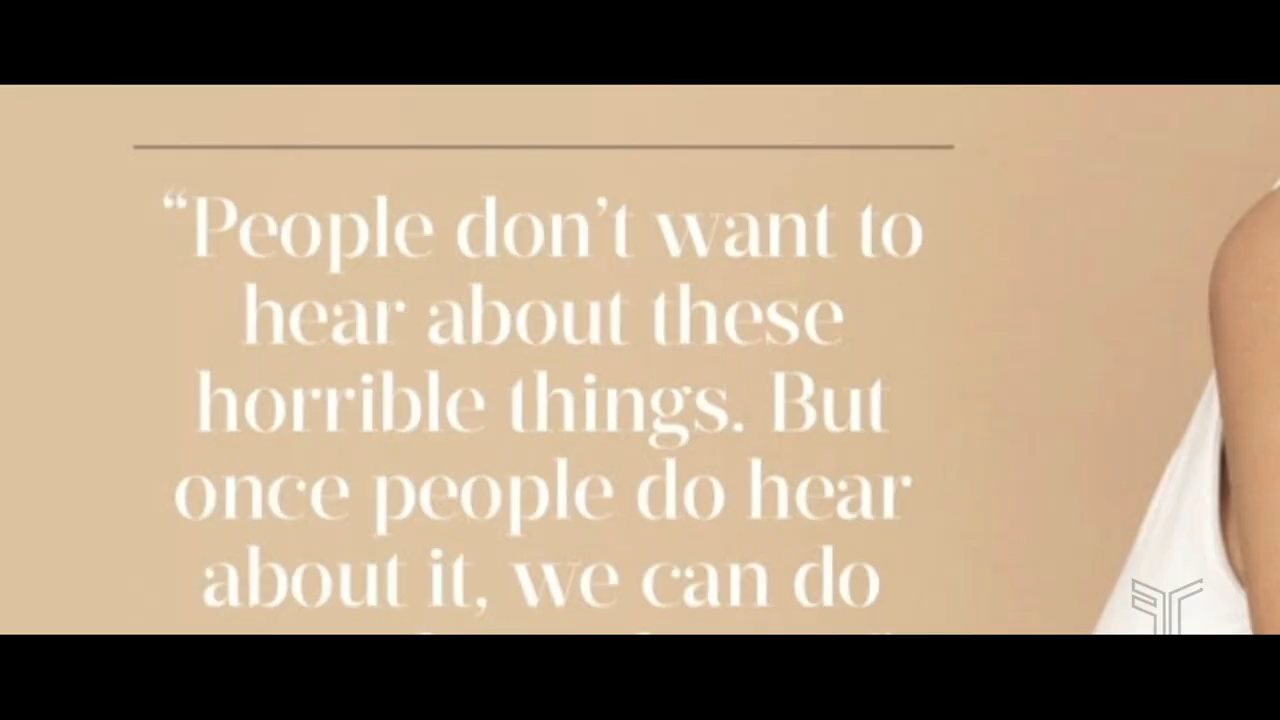 “People don’t want to
hear about these
horrible things. But
once people do hear
about it, we can do